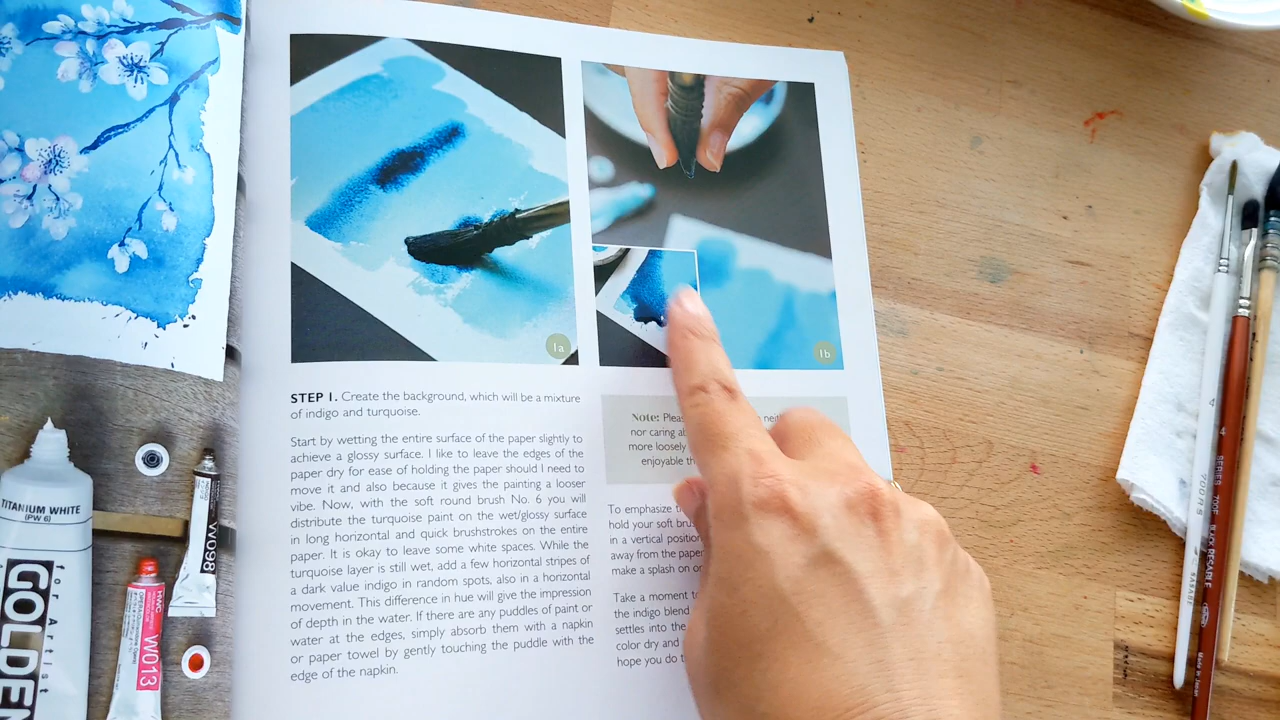 1a
1b
STEP 1. Create the background, which will be a mixture
of indigo and turquoise.
Start by wetting the entire surface of the paper slightly to
achieve a glossy surface. I like to leave the edges of the
paper dry for ease of holding the paper should I need to
move it and also because it gives the painting a looser
vibe. Now, with the soft round brush No. 6 you will
distribute the turquoise paint on the wet/glossy surface
in long horizontal and quick brushstrokes on the entire
paper. It is okay to leave some white spaces. While the
turquoise layer is still wet, add a few horizontal stripes of
a dark value indigo in random spots, also in a horizontal
movement. This difference in hue will give the impression
of depth in the water. If there are any puddles of paint or
water at the edges, simply absorb them with a napkin
or paper towel by gently touching the puddle with the
edge of the napkin.
Note: neith
nor caring
more loosely
enjoyable
To emphasize
hold your soft
in a vertical
away from the paper
make a splash on
Take a moment
the indigo blend
settles into the
color dry and
hope you do
TITANIUM WHITE
(PW 6)
GOLDEN
for Artist
W098
HWC
W013
SERIES 700R
BLACK RESABLE
Made in Japan